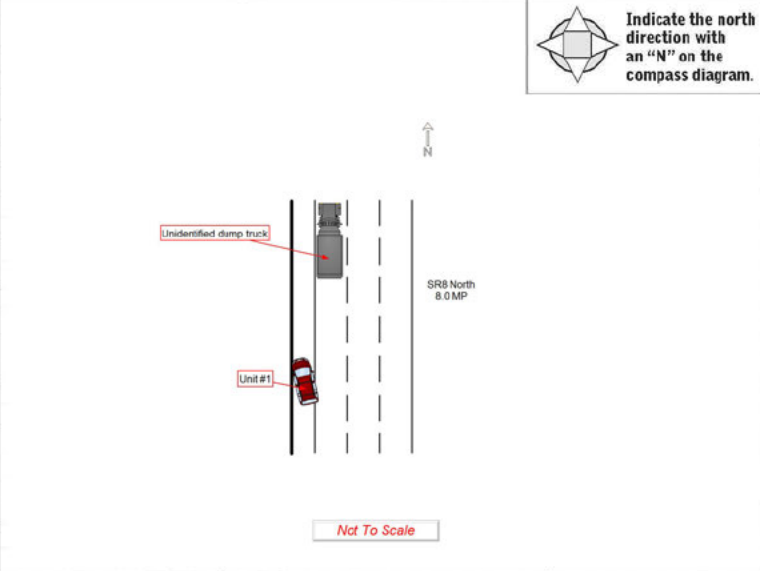 Indicate the north
direction with
an “N” on the
compass diagram.
N
Unidentified dump truck
SR8 North
8.0 MP
Unit #1
Not To Scale